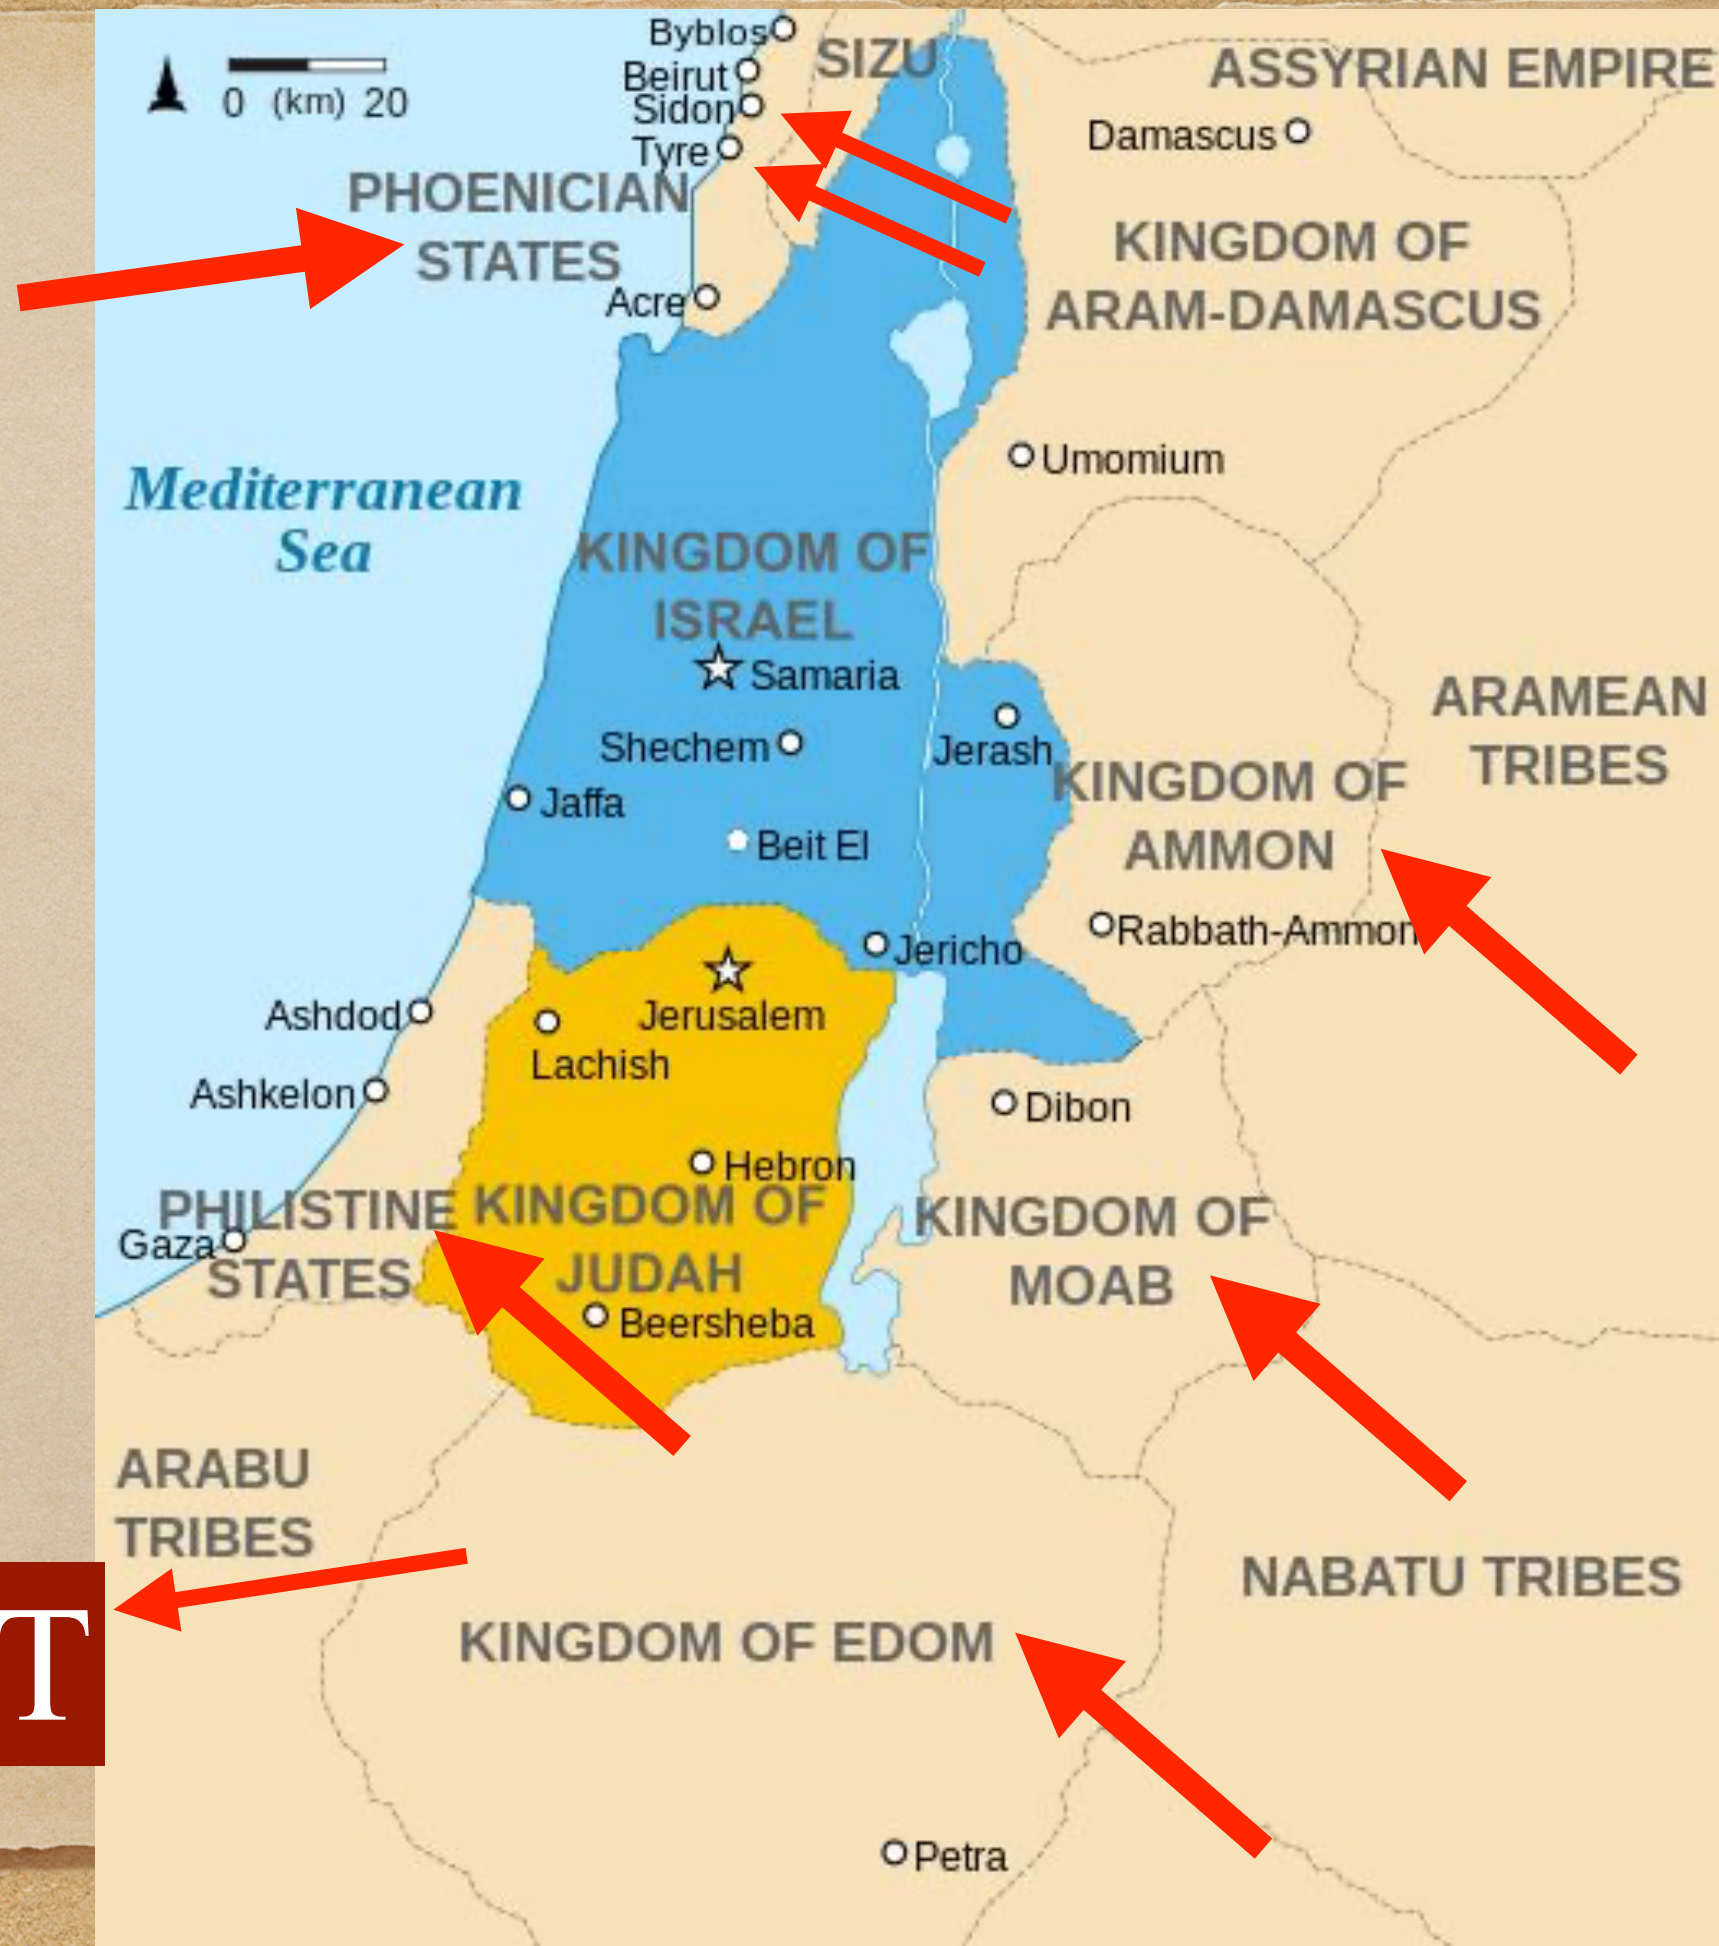 Byblos
SIZU
ASSYRIAN EMPIRE
Beirut
0 (km) 20
Sidon
Damascus
Tyre
PHOENICIAN
STATES
KINGDOM OF
ARAM-DAMASCUS
Acre
Umomium
Mediterranean
Sea
KINGDOM OF
ISRAEL
Samaria
ARAMEAN
TRIBES
Shechem
Jerash
KINGDOM OF
AMMON
Jaffa
Beit El
Rabbath-Ammon
Jericho
Ashdod
Jerusalem
Lachish
Ashkelon
Dibon
Hebron
PHILISTINE
STATES
KINGDOM OF
JUDAH
KINGDOM OF
MOAB
Gaza
Beersheba
ARABU
TRIBES
NABATU TRIBES
T
KINGDOM OF EDOM
Petra